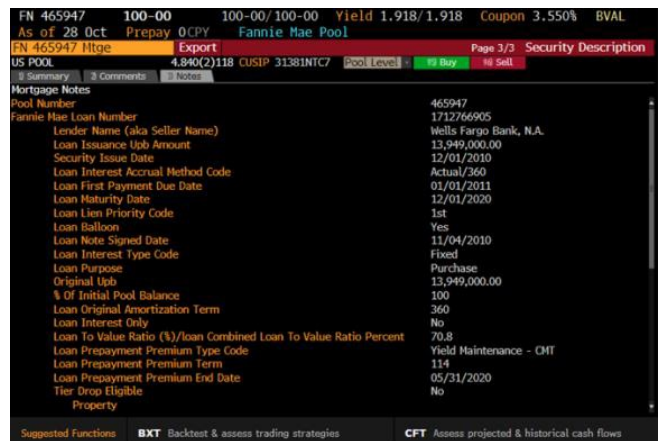 FN 465947 100-00 100-00/100-00 Yield 1.918/1.918 Coupon 3.550% BVAL
As of 28 Oct Prepay 0CPY Fannie Mae Pool
FN 465947 Mtge Export Page 3/3 Security Description
US POOL 4.840(2)118 CUSIP 31381NTC7 Pool Level Buy Sell
Summary Comments Notes
Mortgage Notes
Pool Number 465947
Fannie Mae Loan Number 1712766905
Lender Name (aka Seller Name) Wells Fargo Bank, N.A.
Loan Issuance Upb Amount 13,949,000.00
Security Issue Date 12/01/2010
Loan Interest Accrual Method Code Actual/360
Loan First Payment Due Date 01/01/2011
Loan Maturity Date 12/01/2020
Loan Lien Priority Code 1st
Loan Balloon Yes
Loan Note Signed Date 11/04/2010
Loan Interest Type Code Fixed
Loan Purpose Purchase
Original Upb 13,949,000.00
% Of Initial Pool Balance 100
Loan Original Amortization Term 360
Loan Interest Only No
Loan To Value Ratio (%)/loan Combined Loan To Value Ratio Percent 70.8
Loan Prepayment Premium Type Code Yield Maintenance - CMT
Loan Prepayment Premium Term 114
Loan Prepayment Premium End Date 05/31/2020
Tier Drop Eligible No
Property
Suggested Functions BXT Backtest & assess trading strategies CFT Assess projected & historical cash flows